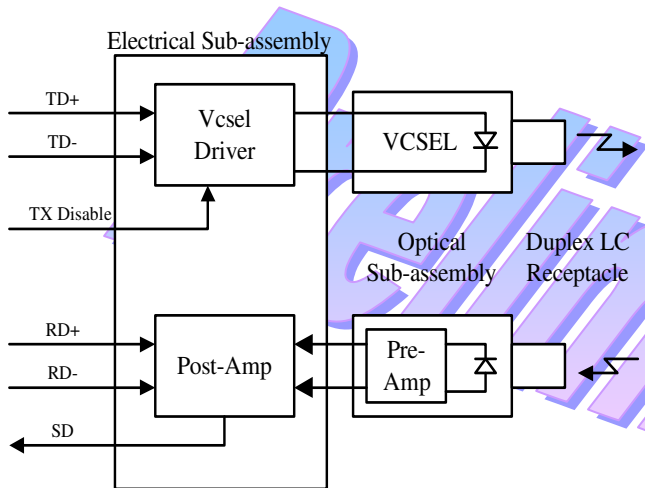 Electrical Sub-assembly
TD+
TD-
TX Disable
Vcsel
Driver
VCSEL
Optical
Sub-assembly
Duplex LC
Receptacle
RD+
RD-
SD
Post-Amp
Pre-
Amp